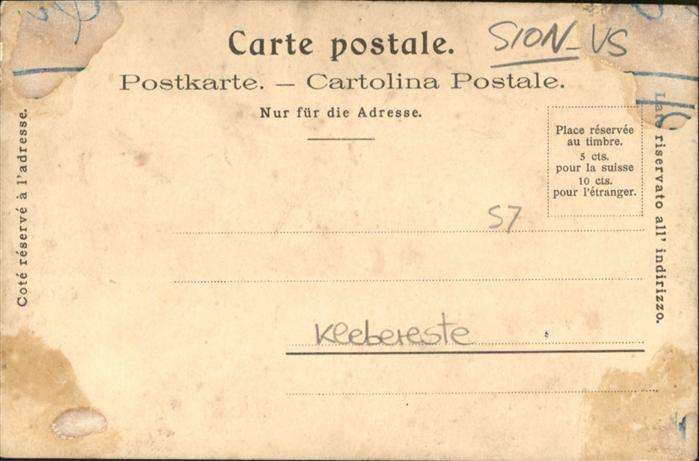 Carte postale.
SION - VS
Postkarte. — Cartolina Postale.
Nur für die Adresse.
Place réservée
au timbre.
5 cts.
pour la suisse
10 cts.
pour l'étranger.
Coté réservé à l'adresse.
Lato riservato all' indirizzo.
S7
Klebereste